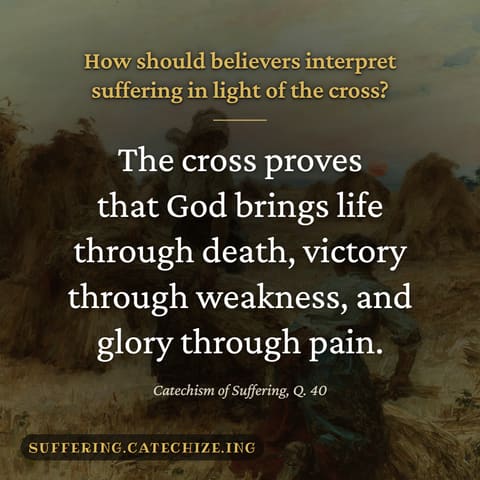 How should believers interpret
suffering in light of the cross?
The cross proves
that God brings life
through death, victory
through weakness, and
glory through pain.
Catechism of Suffering, Q. 40
SUFFERING.CATECHIZE.ING